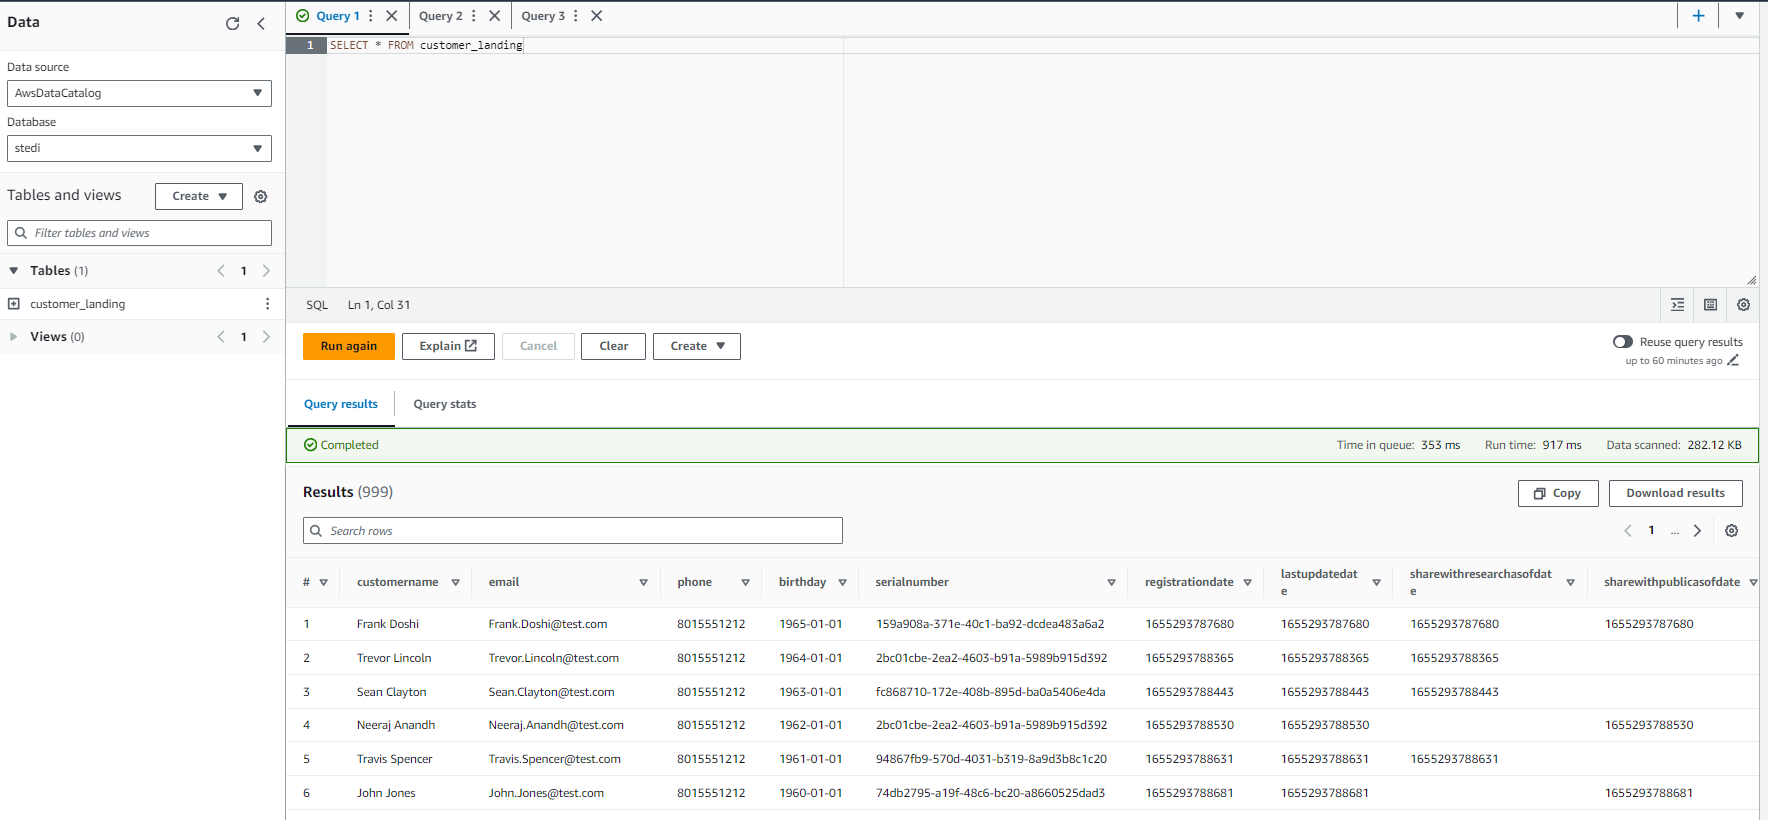 Data
Data source
AwsDataCatalog
Database
stedi
Tables and views
Create
Filter tables and views
Tables (1)
1
customer_landing
Views (0)
1
Query 1
Query 2
Query 3
1 SELECT * FROM customer_landing
SQL Ln 1, Col 31
Run again Explain Cancel Clear Create
Reuse query results
up to 60 minutes ago
Query results Query stats
Completed Time in queue: 353 ms Run time: 917 ms Data scanned: 282.12 KB
Results (999)
Copy Download results
Search rows
1 ...
# customername email phone birthday serialnumber registrationdate lastupdatedat
e sharewithresearchasofdat
e sharewithpublicasofdate
1 Frank Doshi Frank.Doshi@test.com 8015551212 1965-01-01 159a908a-371e-40c1-ba92-dcdea483a6a2 1655293787680 1655293787680 1655293787680 1655293787680
2 Trevor Lincoln Trevor.Lincoln@test.com 8015551212 1964-01-01 2bc01cbe-2ea2-4603-b91a-5989b915d392 1655293788365 1655293788365 1655293788365
3 Sean Clayton Sean.Clayton@test.com 8015551212 1963-01-01 fc868710-172e-408b-895d-ba0a5406e4da 1655293788443 1655293788443 1655293788443
4 Neeraj Anandh Neeraj.Anandh@test.com 8015551212 1962-01-01 2bc01cbe-2ea2-4603-b91a-5989b915d392 1655293788530 1655293788530 1655293788530
5 Travis Spencer Travis.Spencer@test.com 8015551212 1961-01-01 94867fb9-570d-4031-b319-8a9d3b8c1c20 1655293788631 1655293788631 1655293788631
6 John Jones John.Jones@test.com 8015551212 1960-01-01 74db2795-a19f-48c6-bc20-a8660525dad3 1655293788681 1655293788681 1655293788681